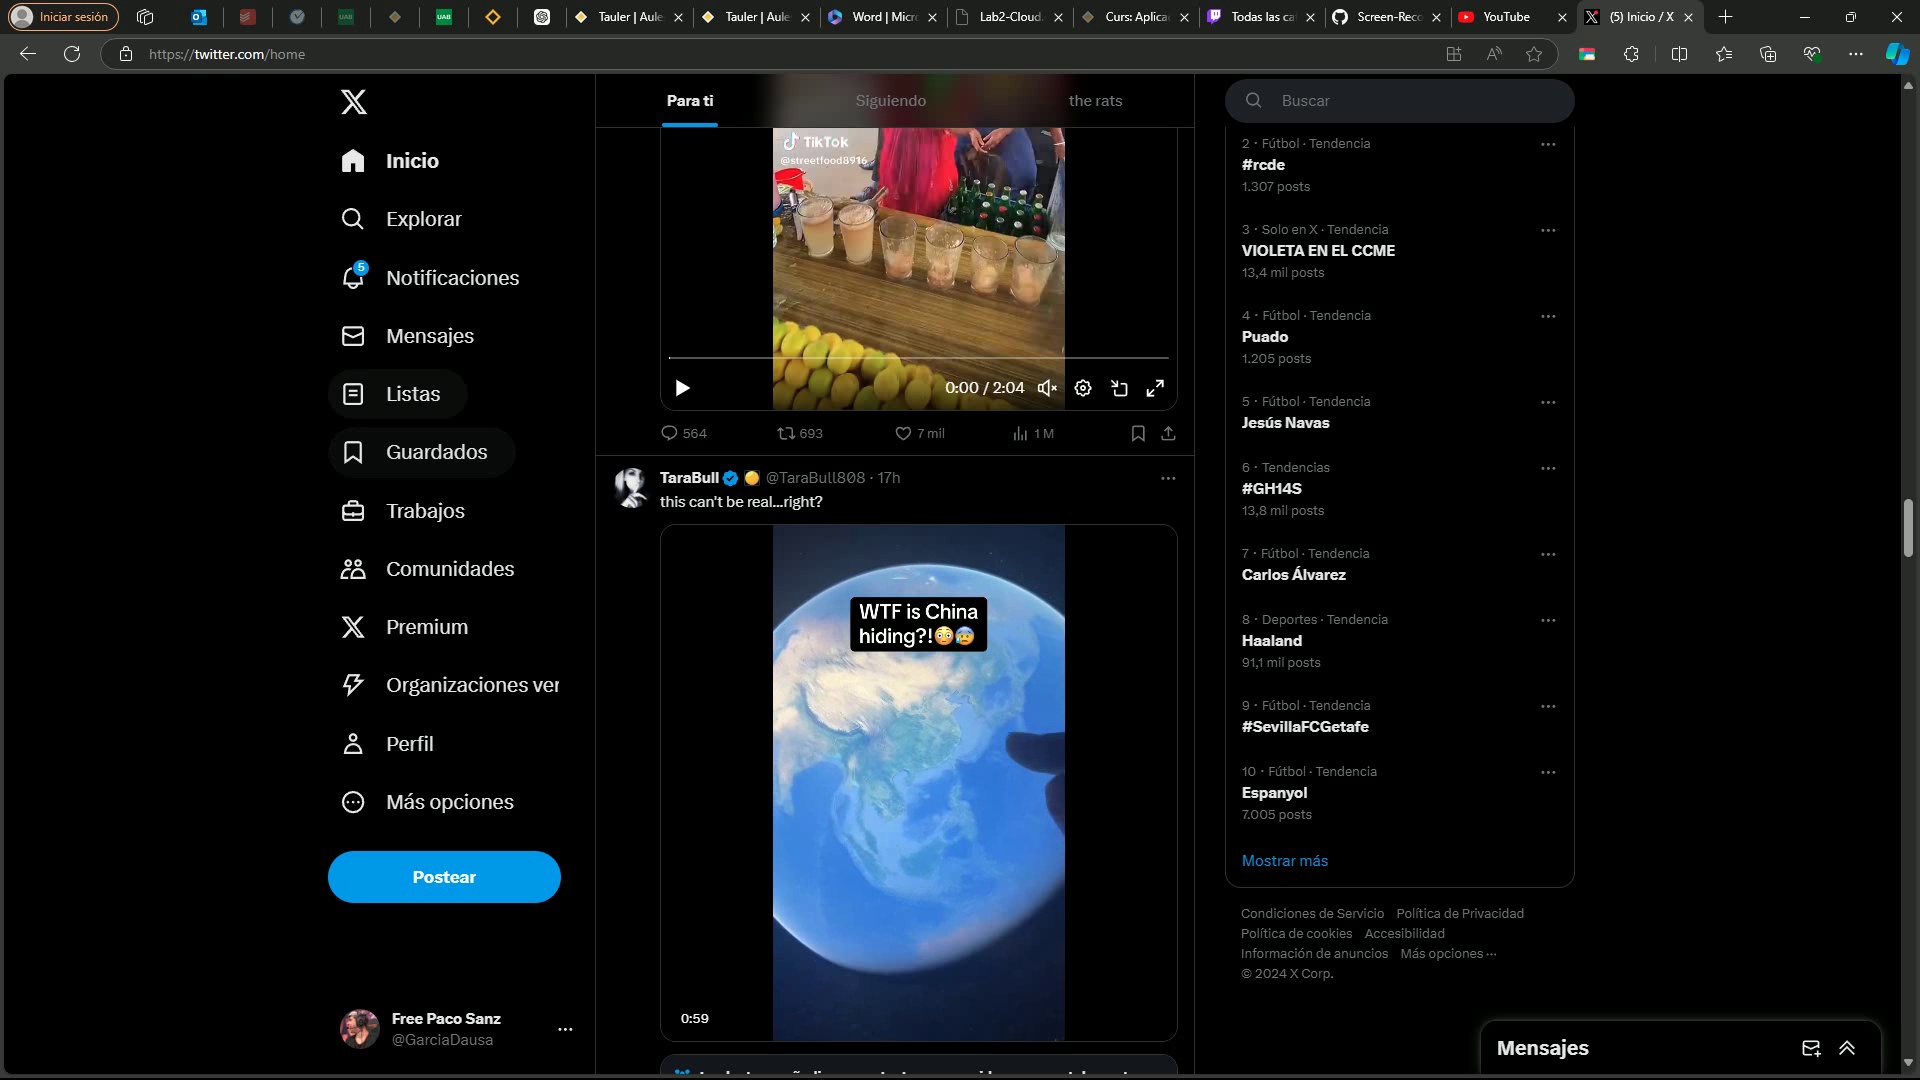 Iniciar sesión
UAB
UAB
Tauler | Aule
Tauler | Aule
Word | Micr
Lab2-Cloud.
Curs: Aplica
Todas las ca
Screen-Reco
YouTube
(5) Inicio / X
https://twitter.com/home
Inicio
Explorar
5
Notificaciones
Mensajes
Listas
Guardados
Trabajos
Comunidades
Premium
Organizaciones ver
Perfil
Más opciones
Postear
Free Paco Sanz
@GarciaDausa
Para ti
Siguiendo
the rats
TikTok
@streetfood8916
0:00 / 2:04
564
693
7 mil
1 M
TaraBull @TaraBull808 · 17h
this can't be real...right?
WTF is China
hiding?!😳😰
0:59
Buscar
2 · Fútbol · Tendencia
#rcde
1.307 posts
3 · Solo en X · Tendencia
VIOLETA EN EL CCME
13,4 mil posts
4 · Fútbol · Tendencia
Puado
1.205 posts
5 · Fútbol · Tendencia
Jesús Navas
6 · Tendencias
#GH14S
13,8 mil posts
7 · Fútbol · Tendencia
Carlos Álvarez
8 · Deportes · Tendencia
Haaland
91,1 mil posts
9 · Fútbol · Tendencia
#SevillaFCGetafe
10 · Fútbol · Tendencia
Espanyol
7.005 posts
Mostrar más
Condiciones de Servicio Política de Privacidad
Política de cookies Accesibilidad
Información de anuncios Más opciones ···
© 2024 X Corp.
Mensajes